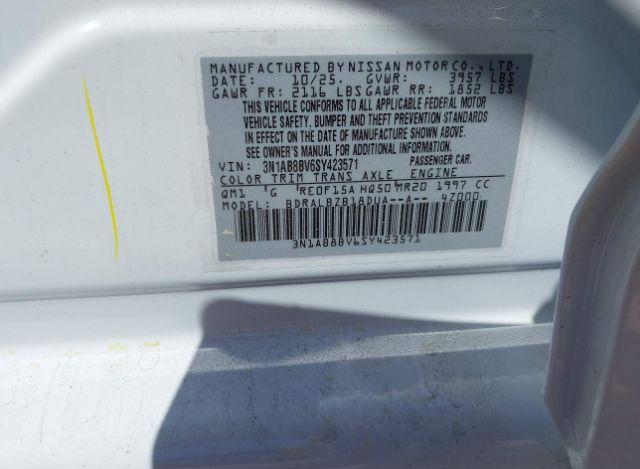 MANUFACTURED BY NISSAN MOTOR CO., LTD.
DATE: 10/25. GVWR: 3957 LBS
GAWR FR: 2116 LBS GAWR RR: 1852 LBS
THIS VEHICLE CONFORMS TO ALL APPLICABLE FEDERAL MOTOR
VEHICLE SAFETY, BUMPER AND THEFT PREVENTION STANDARDS
IN EFFECT ON THE DATE OF MANUFACTURE SHOWN ABOVE.
SEE OWNER'S MANUAL FOR ADDITIONAL INFORMATION.
VIN: 3N1AB8BV6SY423571 PASSENGER CAR.
COLOR TRIM TRANS AXLE ENGINE
QM1 G RE0F15A HQ50 MR20 1997 CC
MODEL: BDRALBZB18DUA--A-- 4Z000.
3N1AB8BV6SY423571